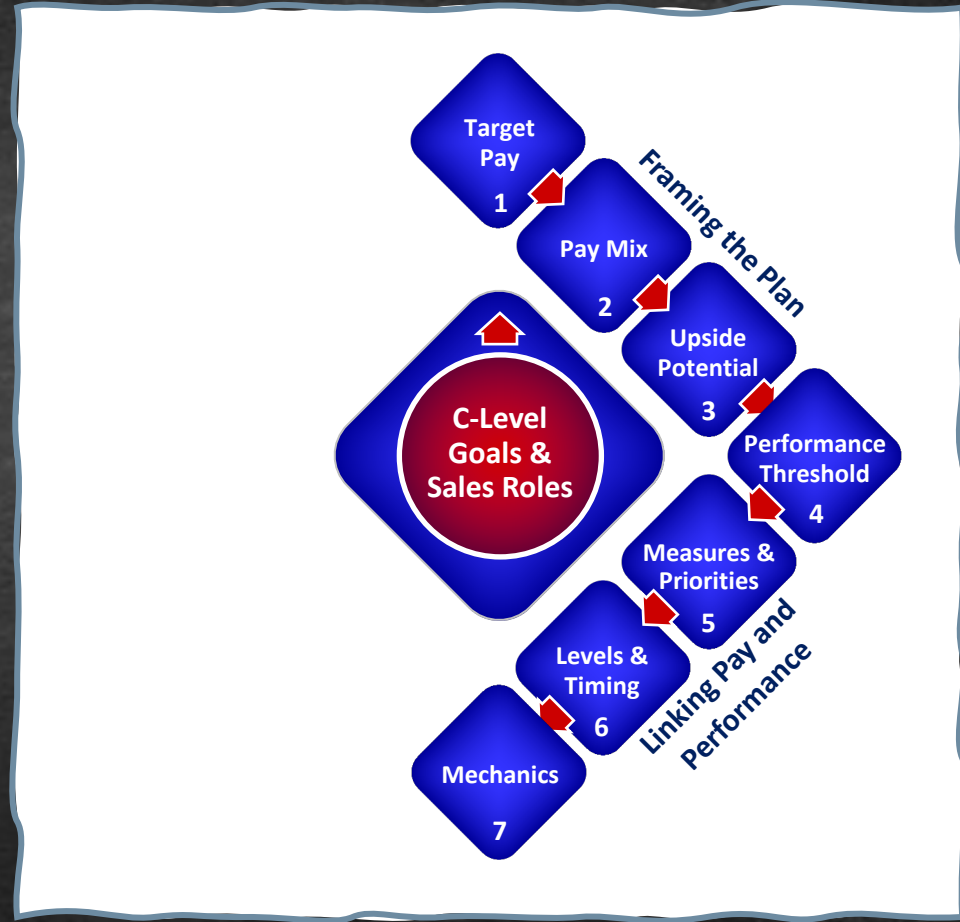 Target
Pay
1
Pay Mix
2
Framing the Plan
Upside
Potential
3
C-Level
Goals &
Sales Roles
Performance
Threshold
4
Measures &
Priorities
5
Levels &
Timing
6
Linking Pay and
Performance
Mechanics
7